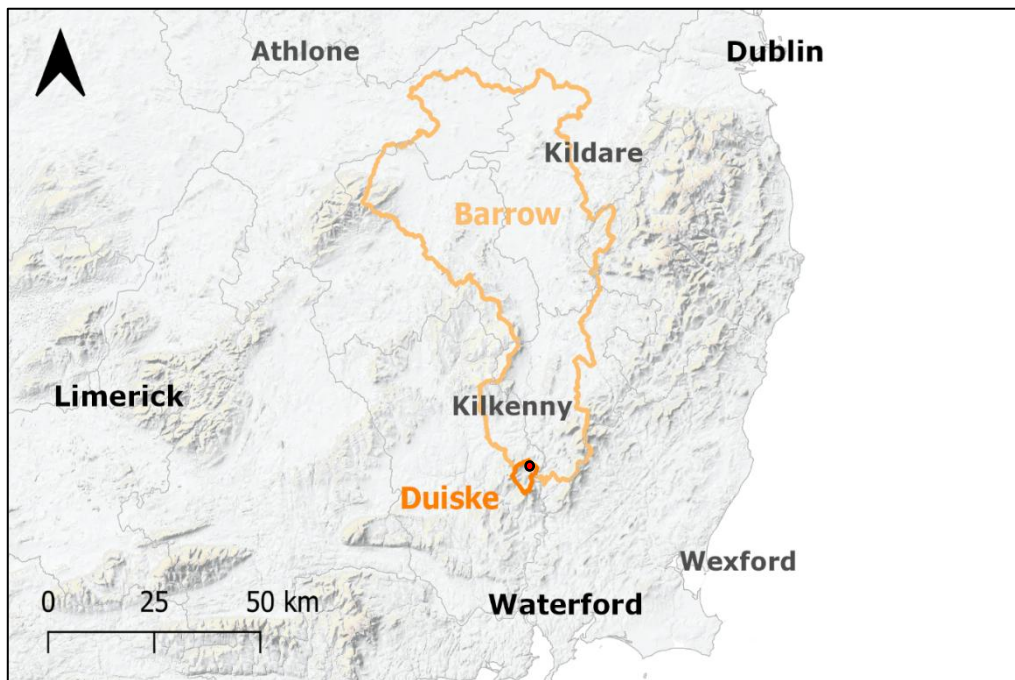 Athlone
Dublin
Kildare
Barrow
Limerick
Kilkenny
Duiske
Wexford
0 25 50 km
Waterford